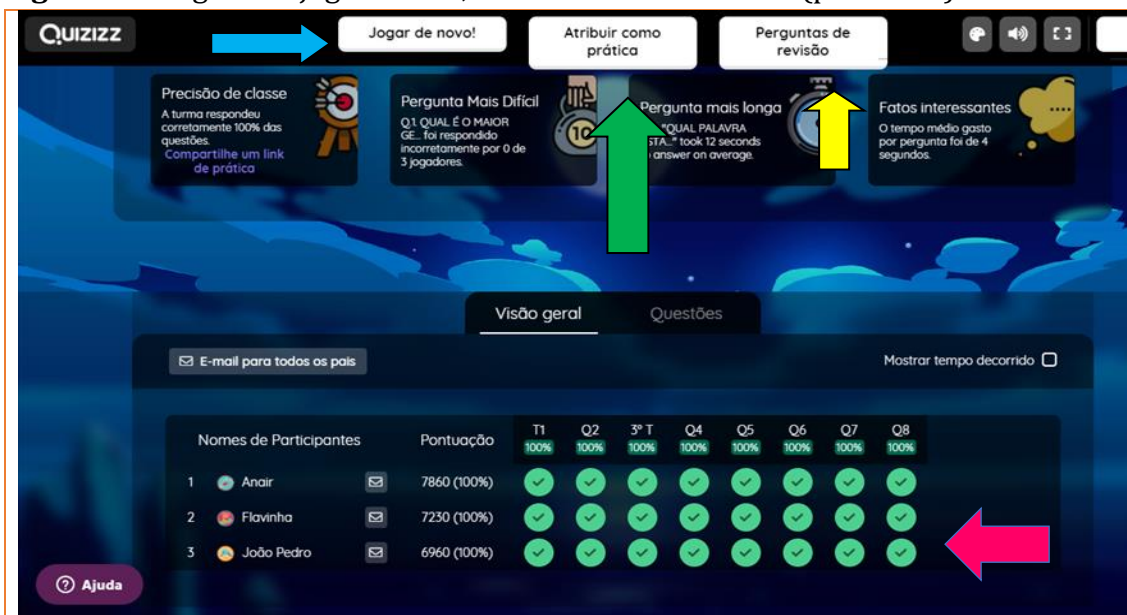 QUIZIZZ
Jogar de novo!
Atribuir como
prática
Perguntas de
revisão
Precisão de classe
A turma respondeu
corretamente 100% das
questões.
Compartilhe um link
de prática
Pergunta Mais Difícil
Q.1. QUAL É O MAIOR
GE... foi respondido
incorretamente por 0 de
3 jogadores.
10
Pergunta mais longa
"QUAL PALAVRA
took 12 seconds
answer on average.
Fatos interessantes
O tempo médio gasto
por pergunta foi de 4
segundos.
Visão geral
Questões
E-mail para todos os pais
Mostrar tempo decorrido
Nomes de Participantes Pontuação T1 Q2 3º T Q4 Q5 Q6 Q7 Q8
100% 100% 100% 100% 100% 100% 100% 100%
1 Anair 7860 (100%)
2 Flavinha 7230 (100%)
3 João Pedro 6960 (100%)
Ajuda